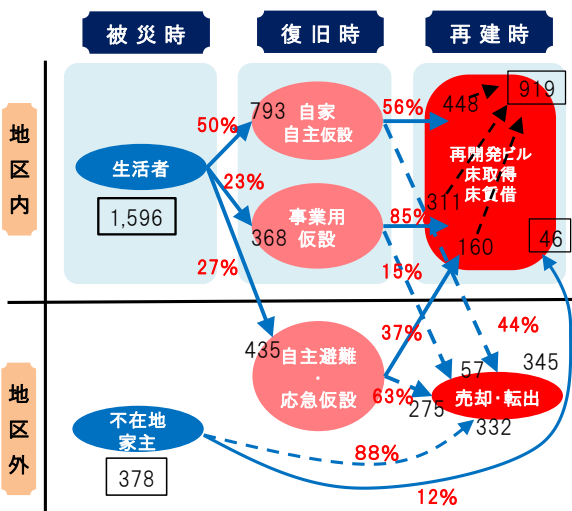 被災時
復旧時
再建時
地区内
地区外
生活者
1,596
50%
23%
27%
793
自家
自主仮設
368
事業用
仮設
435
自主避難
・
応急仮設
56%
85%
15%
37%
63%
44%
448
919
再開発ビル
床取得
床賃借
311
160
46
57
345
売却・転出
275
332
不在地
家主
378
88%
12%